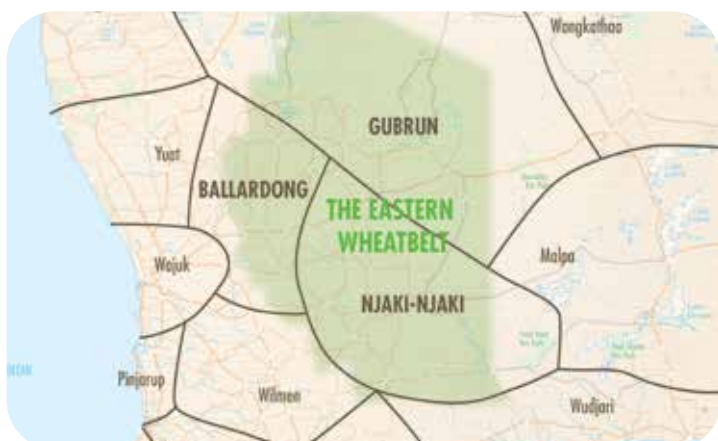 Wangkathaa
GUBRUN
Yuat
BALLARDONG
THE EASTERN
WHEATBELT
Wajuk
Malpa
NJAKI-NJAKI
Pinjarup
Wilmen
Wudjari